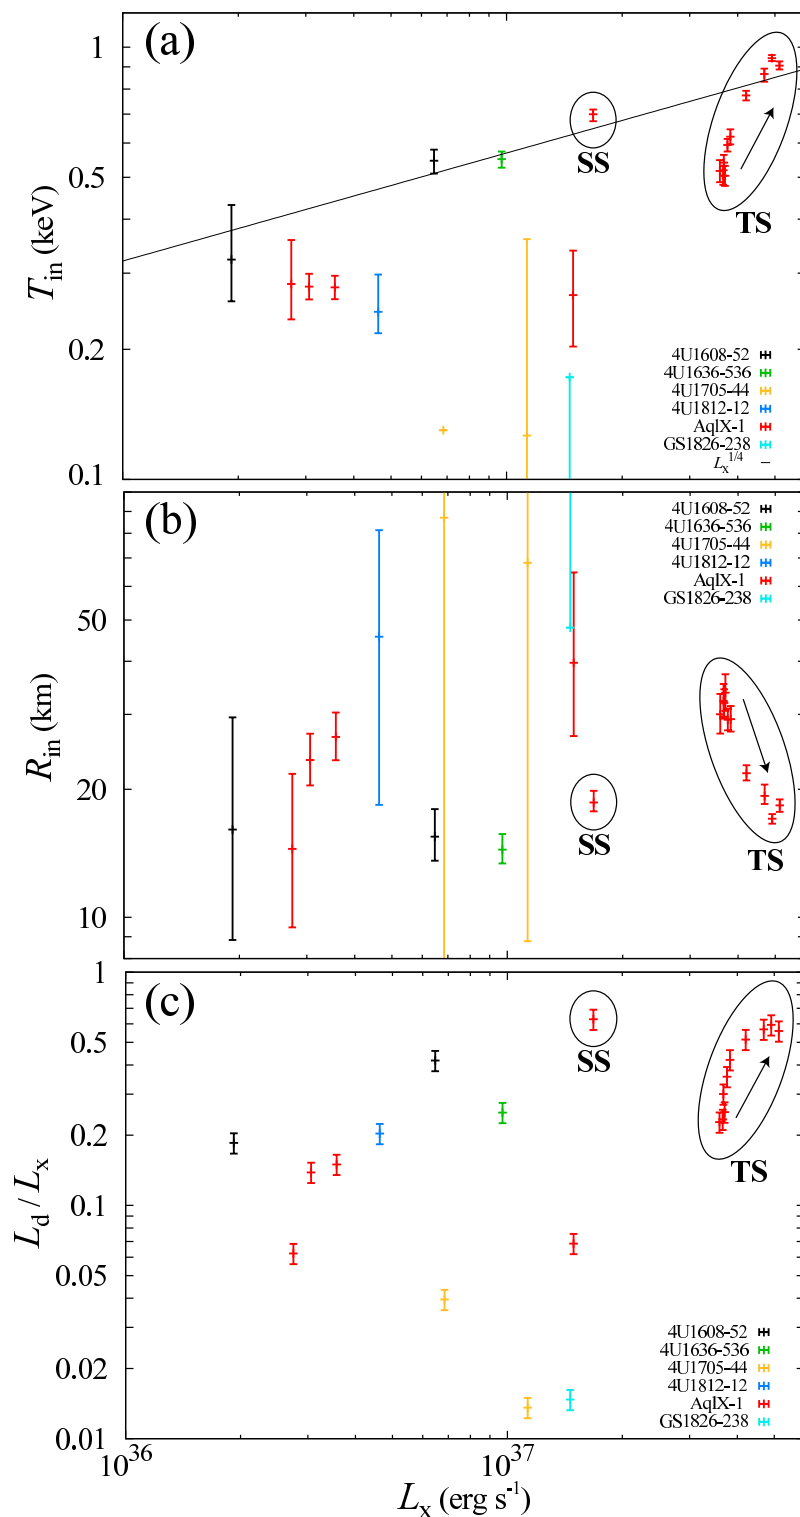 (a)
1
0.5
0.2
0.1
T_in (keV)
SS
TS
4U1608-52
4U1636-536
4U1705-44
4U1812-12
AqlX-1
GS1826-238
L_x^1/4
(b)
50
20
10
R_in (km)
SS
TS
4U1608-52
4U1636-536
4U1705-44
4U1812-12
AqlX-1
GS1826-238
(c)
1
0.5
0.2
0.1
0.05
0.02
0.01
L_d / L_x
SS
TS
4U1608-52
4U1636-536
4U1705-44
4U1812-12
AqlX-1
GS1826-238
10^36
10^37
L_x (erg s^-1)